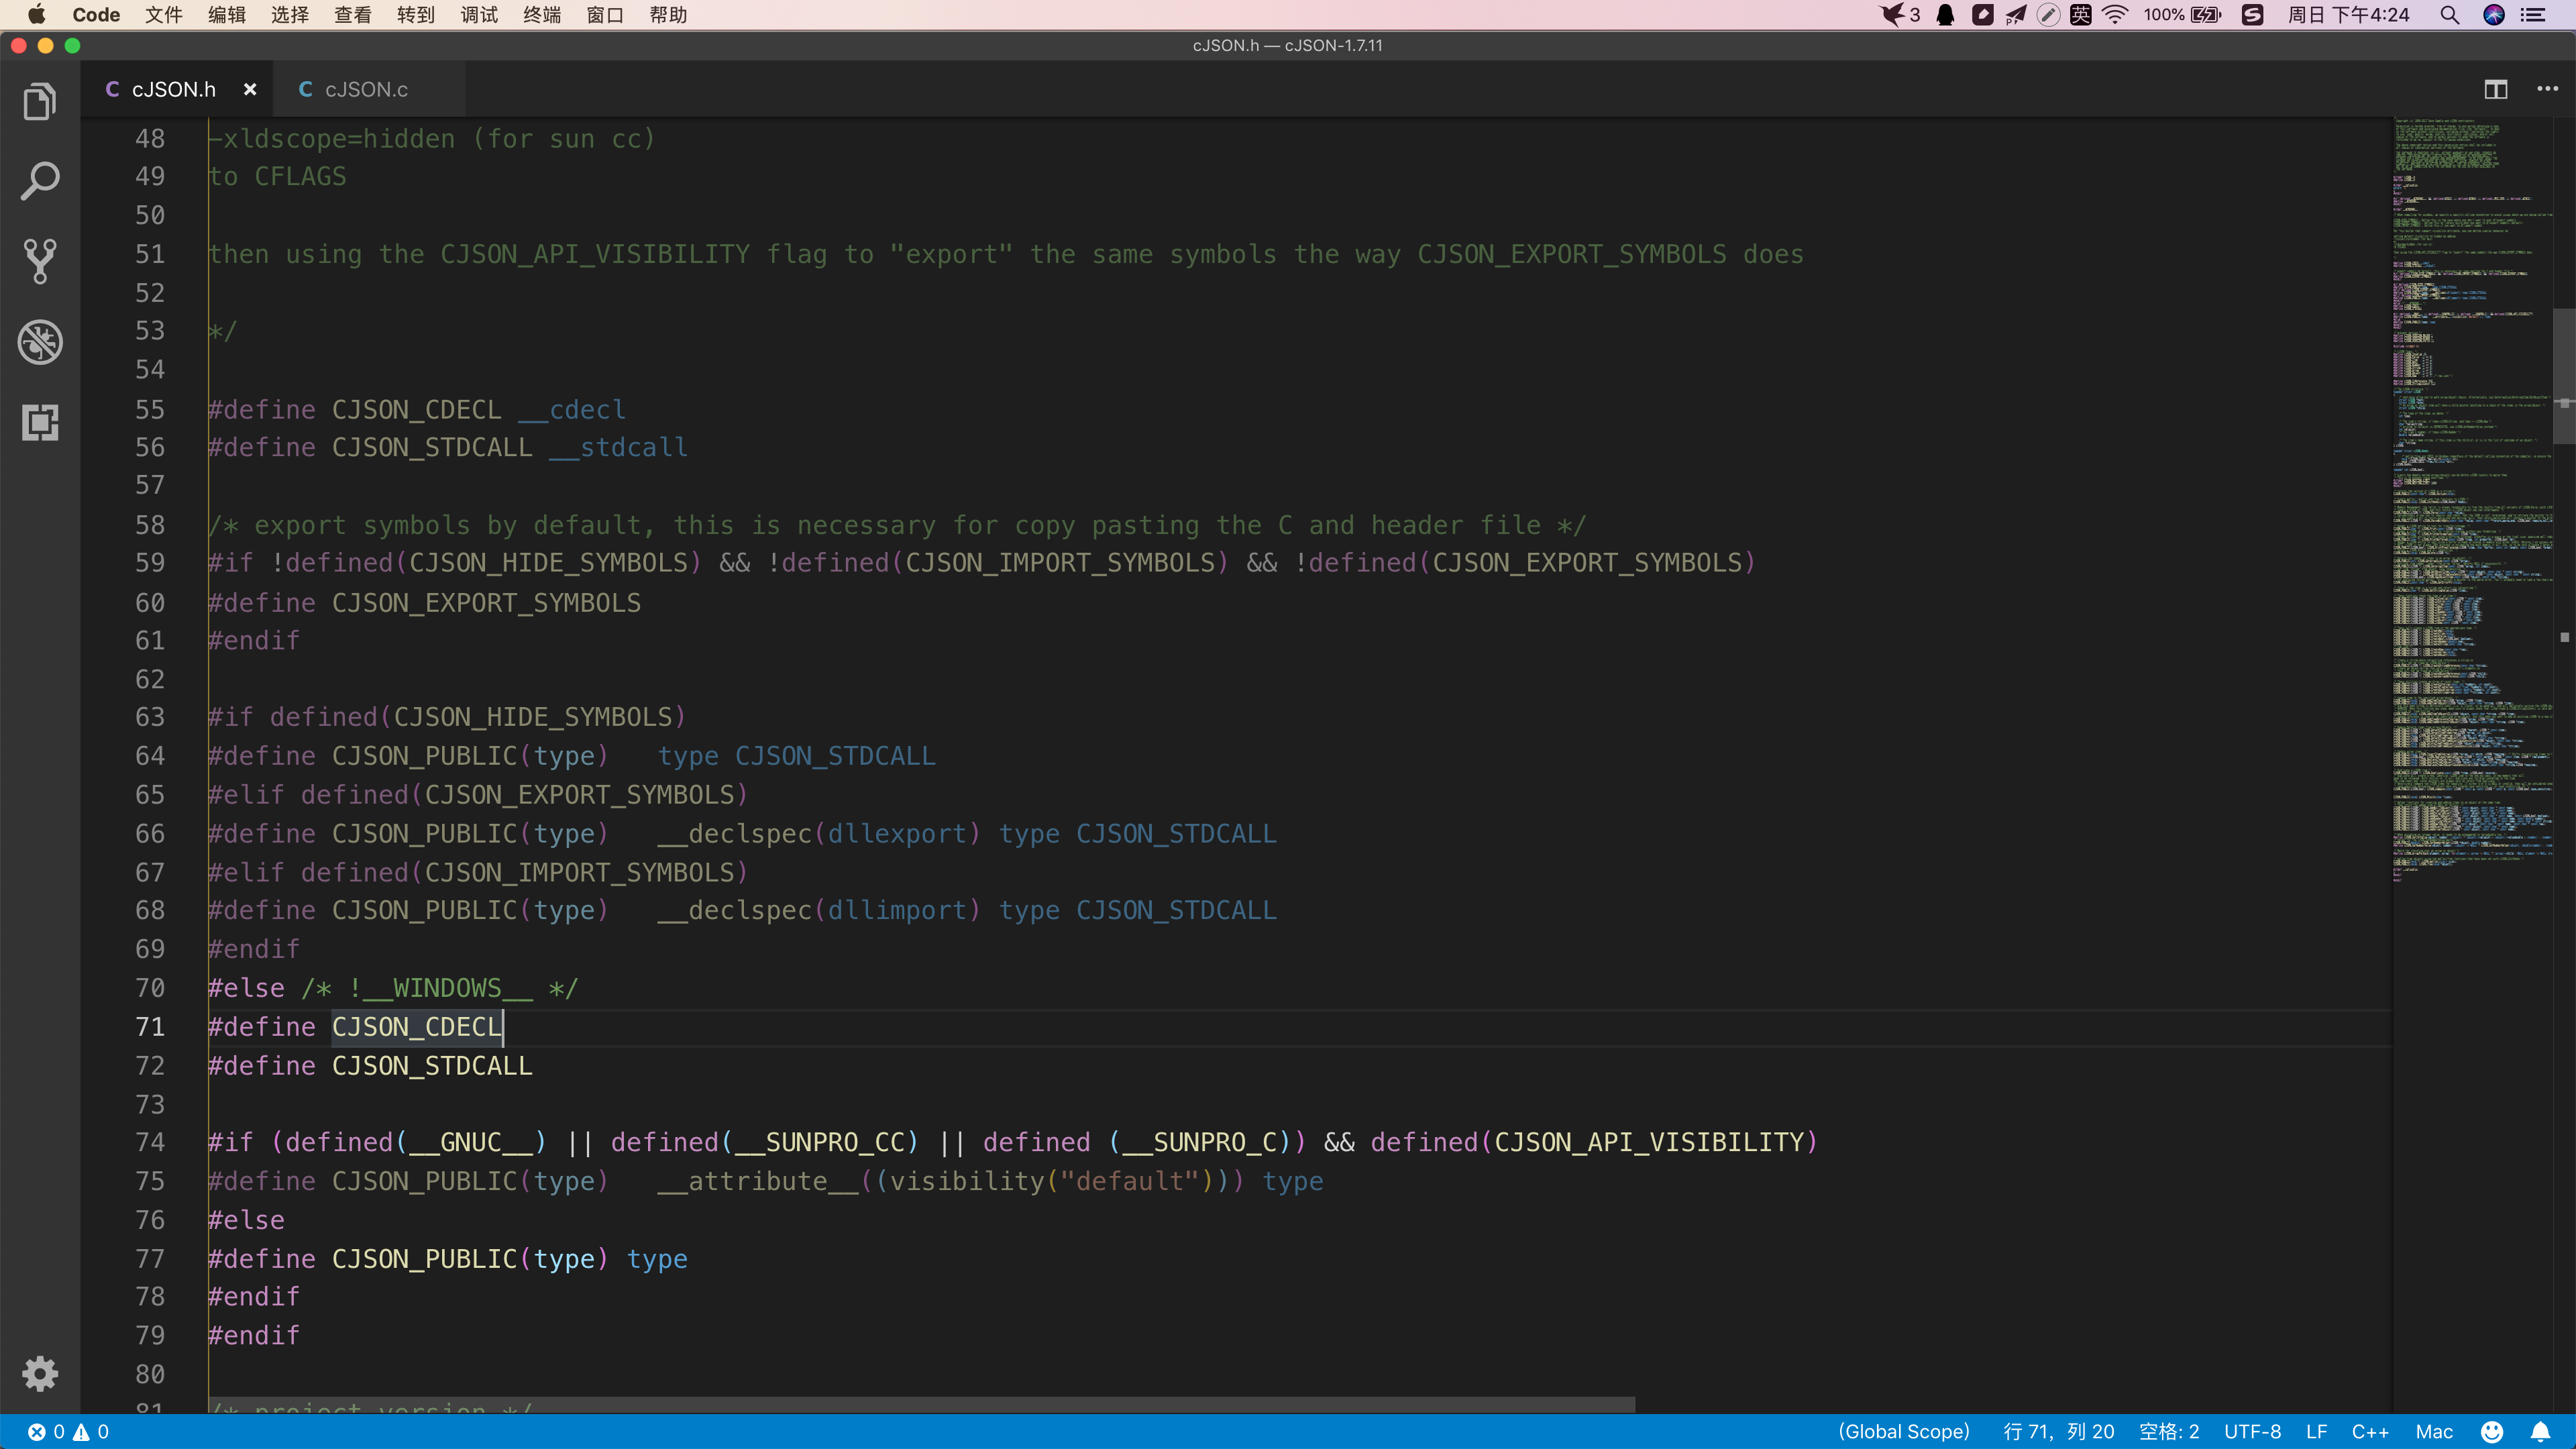 Code 文件 编辑 选择 查看 转到 调试 终端 窗口 帮助 3 英 100% 周日 下午4:24
cJSON.h — cJSON-1.7.11
C cJSON.h × C cJSON.c
48 -xldscope=hidden (for sun cc)
49 to CFLAGS
50
51 then using the CJSON_API_VISIBILITY flag to "export" the same symbols the way CJSON_EXPORT_SYMBOLS does
52
53 */
54
55 #define CJSON_CDECL __cdecl
56 #define CJSON_STDCALL __stdcall
57
58 /* export symbols by default, this is necessary for copy pasting the C and header file */
59 #if !defined(CJSON_HIDE_SYMBOLS) && !defined(CJSON_IMPORT_SYMBOLS) && !defined(CJSON_EXPORT_SYMBOLS)
60 #define CJSON_EXPORT_SYMBOLS
61 #endif
62
63 #if defined(CJSON_HIDE_SYMBOLS)
64 #define CJSON_PUBLIC(type)   type CJSON_STDCALL
65 #elif defined(CJSON_EXPORT_SYMBOLS)
66 #define CJSON_PUBLIC(type)   __declspec(dllexport) type CJSON_STDCALL
67 #elif defined(CJSON_IMPORT_SYMBOLS)
68 #define CJSON_PUBLIC(type)   __declspec(dllimport) type CJSON_STDCALL
69 #endif
70 #else /* !__WINDOWS__ */
71 #define CJSON_CDECL
72 #define CJSON_STDCALL
73
74 #if (defined(__GNUC__) || defined(__SUNPRO_CC) || defined (__SUNPRO_C)) && defined(CJSON_API_VISIBILITY)
75 #define CJSON_PUBLIC(type)   __attribute__((visibility("default"))) type
76 #else
77 #define CJSON_PUBLIC(type) type
78 #endif
79 #endif
80
81 /* project version */
0 0 (Global Scope) 行 71, 列 20 空格: 2 UTF-8 LF C++ Mac